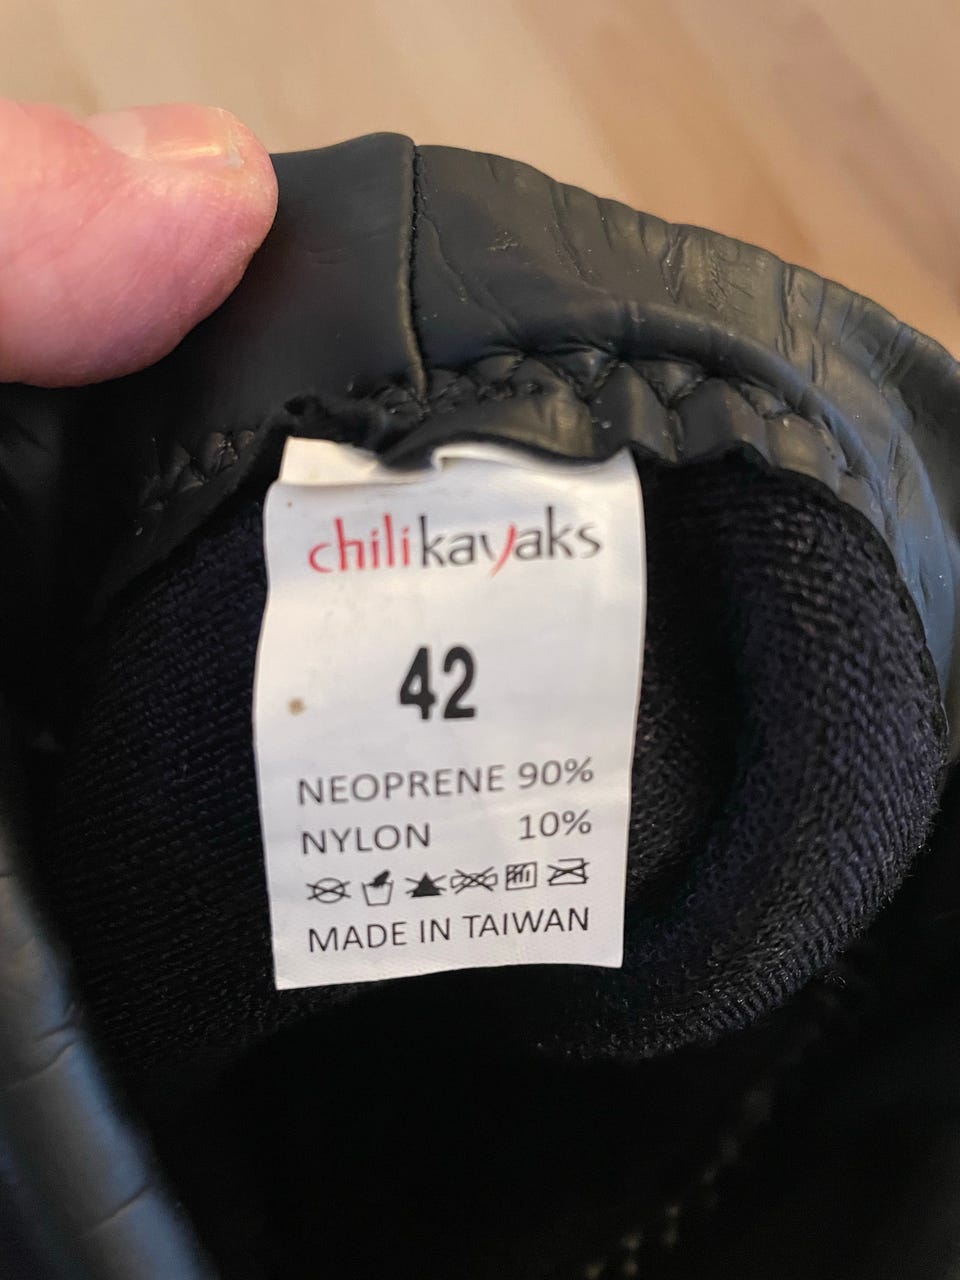 chilikayaks
42
NEOPRENE 90%
NYLON 10%
MADE IN TAIWAN